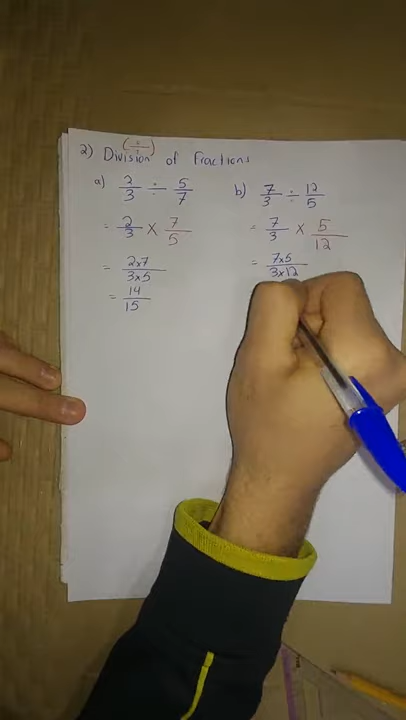 2) Division (÷) of Fractions
a) 2/3 ÷ 5/7
= 2/3 × 7/5
= 2×7/3×5
= 14/15
b) 7/3 ÷ 12/5
= 7/3 × 5/12
= 7×5/3×12